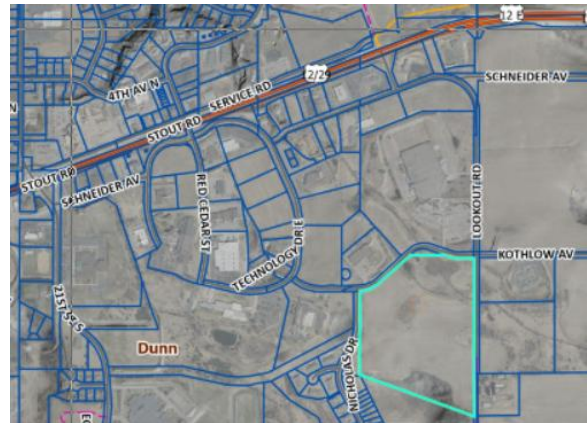 12 E
12/29
SCHNEIDER AV
4TH AV N
SERVICE RD
STOUT RD
STOUT RD
SCHNEIDER AV
RED CEDAR ST
LOOKOUT RD
TECHNOLOGY DR E
KOTHLOW AV
21ST ST S
Dunn
NICHOLAS DR